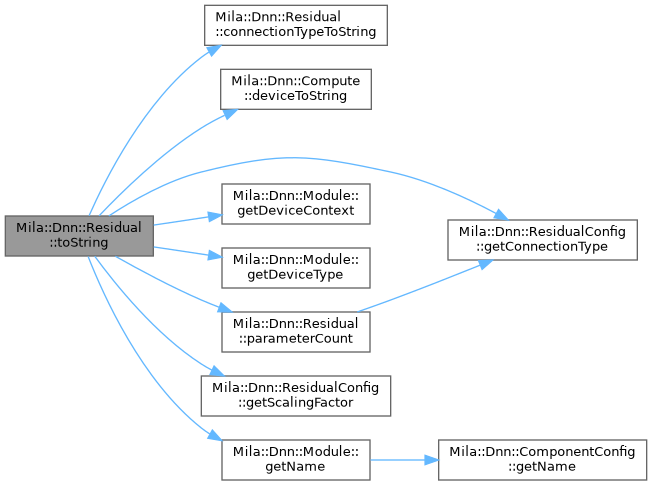 Mila::Dnn::Residual
::connectionTypeToString
Mila::Dnn::Compute
::deviceToString
Mila::Dnn::Module::
getDeviceContext
Mila::Dnn::Residual
::toString
Mila::Dnn::ResidualConfig
::getConnectionType
Mila::Dnn::Module::
getDeviceType
Mila::Dnn::Residual
::parameterCount
Mila::Dnn::ResidualConfig
::getScalingFactor
Mila::Dnn::Module::
getName
Mila::Dnn::ComponentConfig
::getName